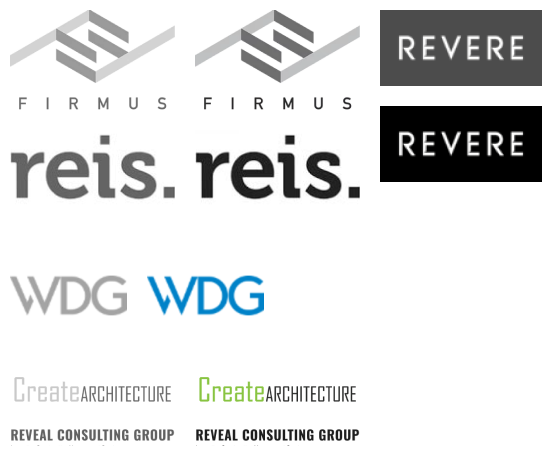 FIRMUS FIRMUS REVERE
REVERE
reis. reis.
WDG WDG
CreateARCHITECTURE CreateARCHITECTURE
REVEAL CONSULTING GROUP REVEAL CONSULTING GROUP